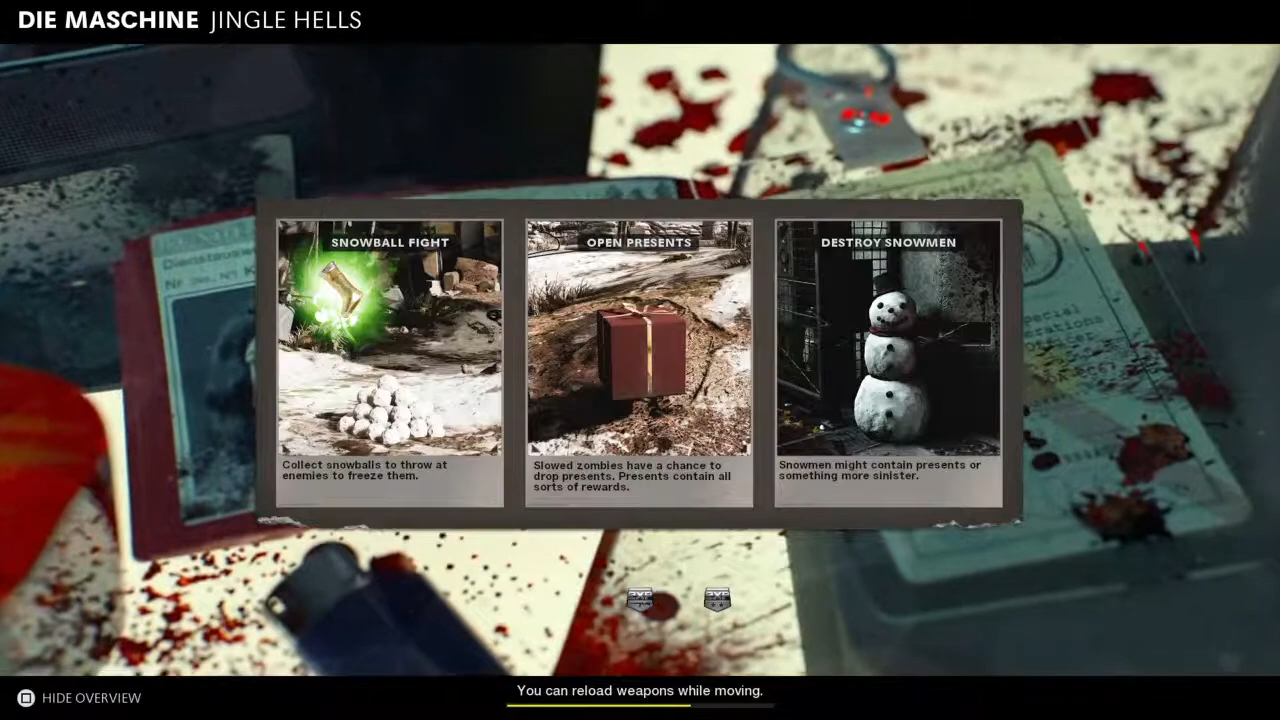 DIE MASCHINE JINGLE HELLS
SNOWBALL FIGHT
Collect snowballs to throw at
enemies to freeze them.
OPEN PRESENTS
Slowed zombies have a chance to
drop presents. Presents contain all
sorts of rewards.
DESTROY SNOWMEN
Snowmen might contain presents or
something more sinister.
2XP
You can reload weapons while moving.
HIDE OVERVIEW